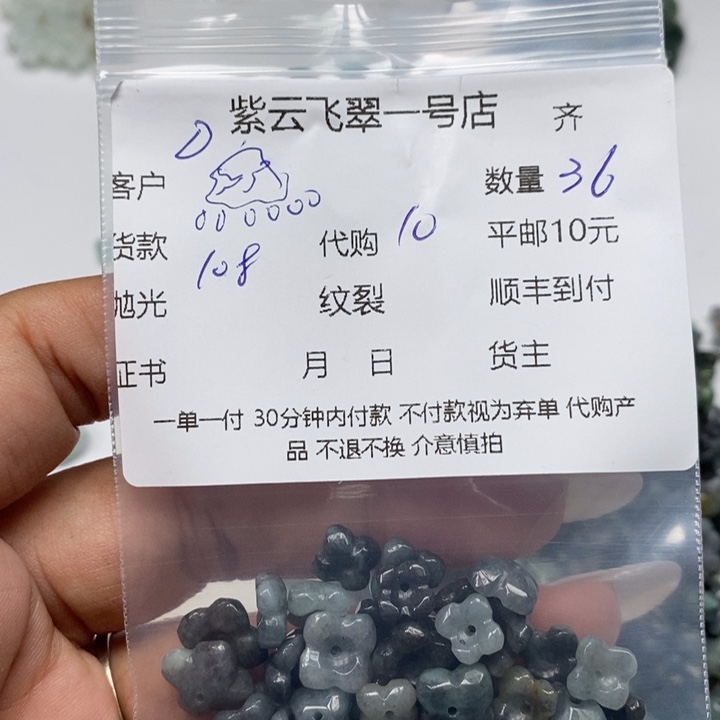 紫云飞翠一号店 齐
D
客户 数量 36
货款 108 代购 10 平邮10元
抛光 纹裂 顺丰到付
证书 月 日 货主
一单一付 30分钟内付款 不付款视为弃单 代购产
品 不退不换 介意慎拍